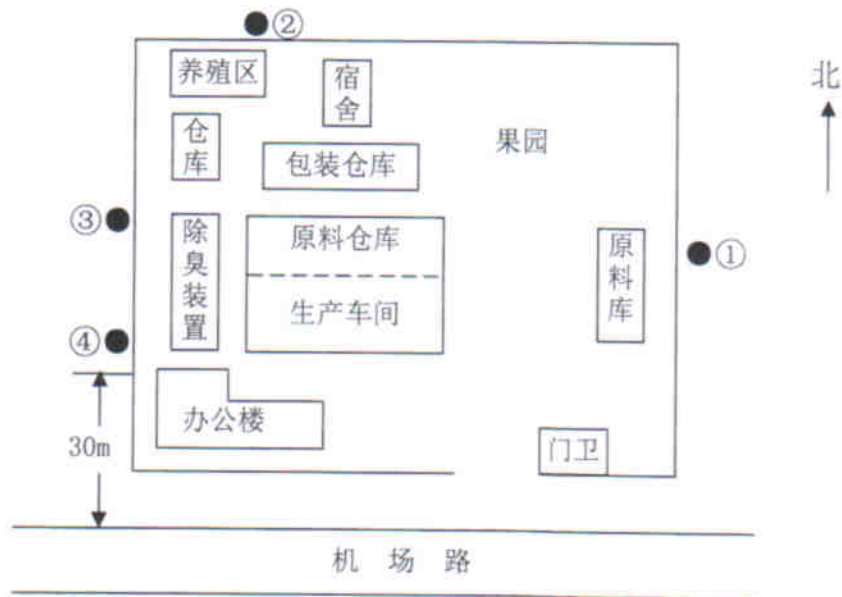 ②
养殖区
宿舍
北
仓库
包装仓库
果园
③
除臭装置
原料仓库
原料库
①
生产车间
④
办公楼
30m
门卫
机场路